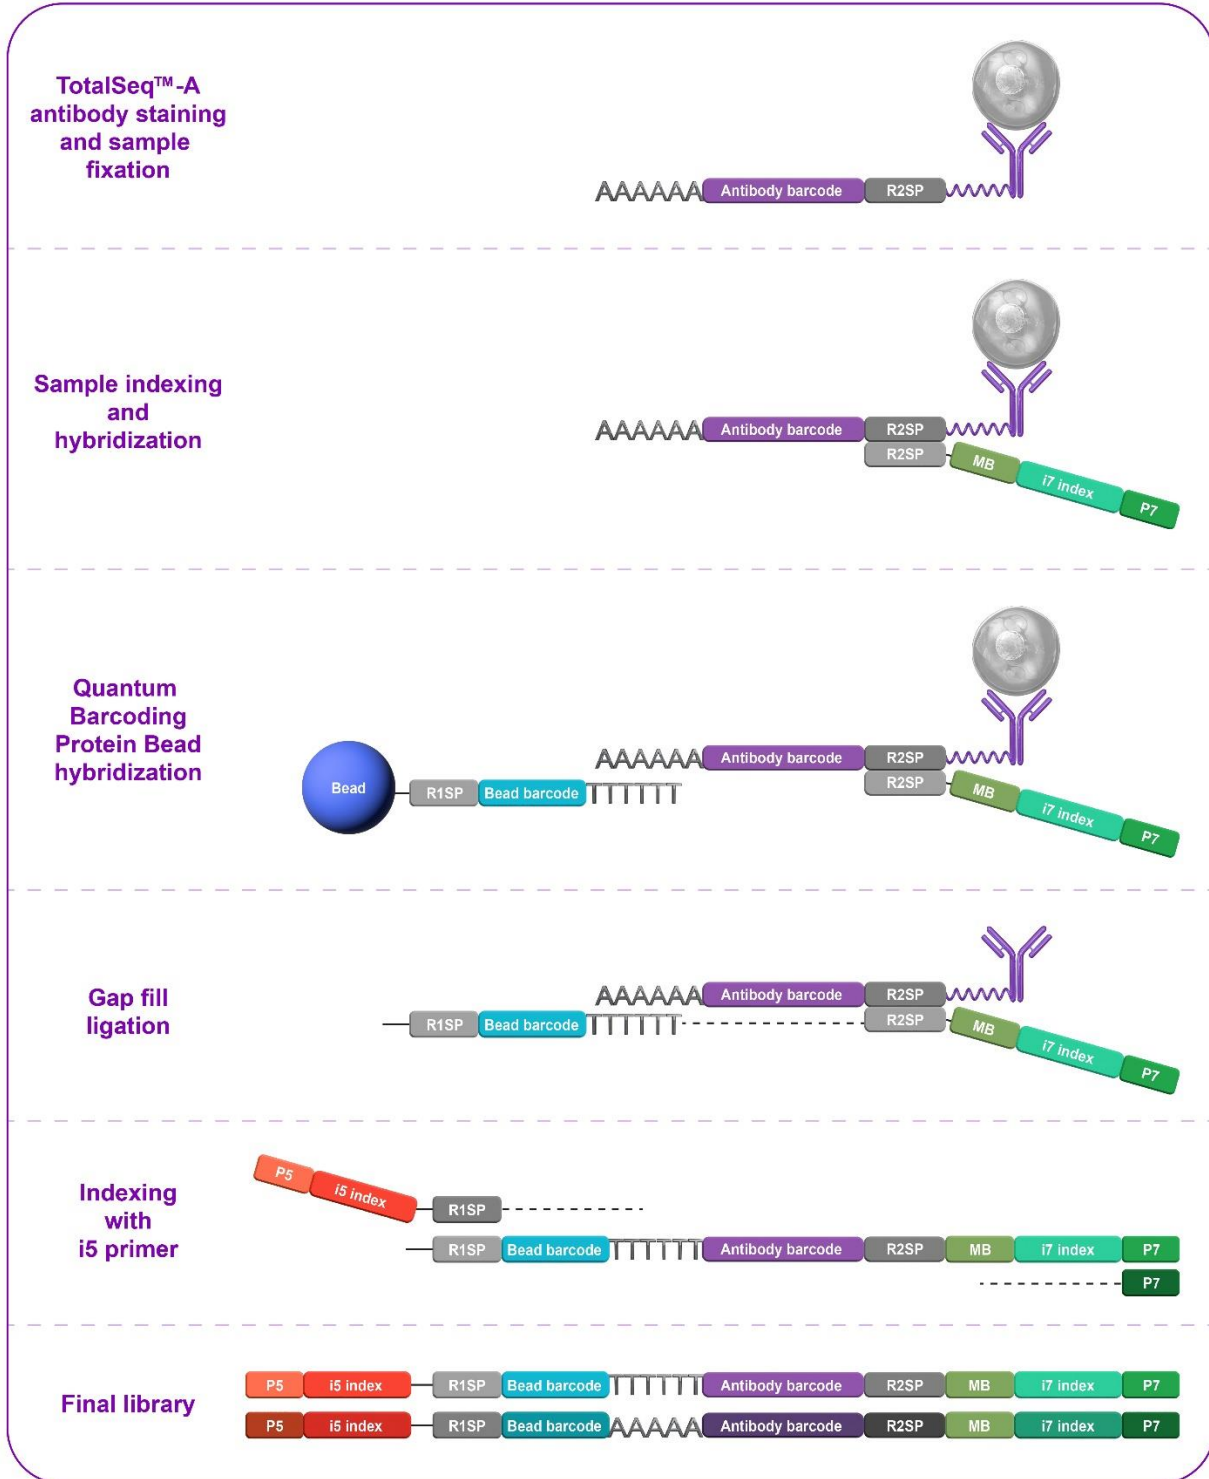 TotalSeq™-A
antibody staining
and sample
fixation
AAAAAA Antibody barcode R2SP
Sample indexing
and
hybridization
AAAAAA Antibody barcode R2SP
R2SP MB i7 index P7
Quantum
Barcoding
Protein Bead
hybridization
AAAAAA Antibody barcode R2SP
Bead R1SP Bead barcode TTTTTT R2SP MB i7 index P7
Gap fill
ligation
AAAAAA Antibody barcode R2SP
R1SP Bead barcode TTTTTT R2SP MB i7 index P7
Indexing
with
i5 primer
P5 i5 index R1SP
R1SP Bead barcode TTTTTT Antibody barcode R2SP MB i7 index P7
P7
Final library
P5 i5 index R1SP Bead barcode TTTTTT Antibody barcode R2SP MB i7 index P7
P5 i5 index R1SP Bead barcode AAAAA Antibody barcode R2SP MB i7 index P7